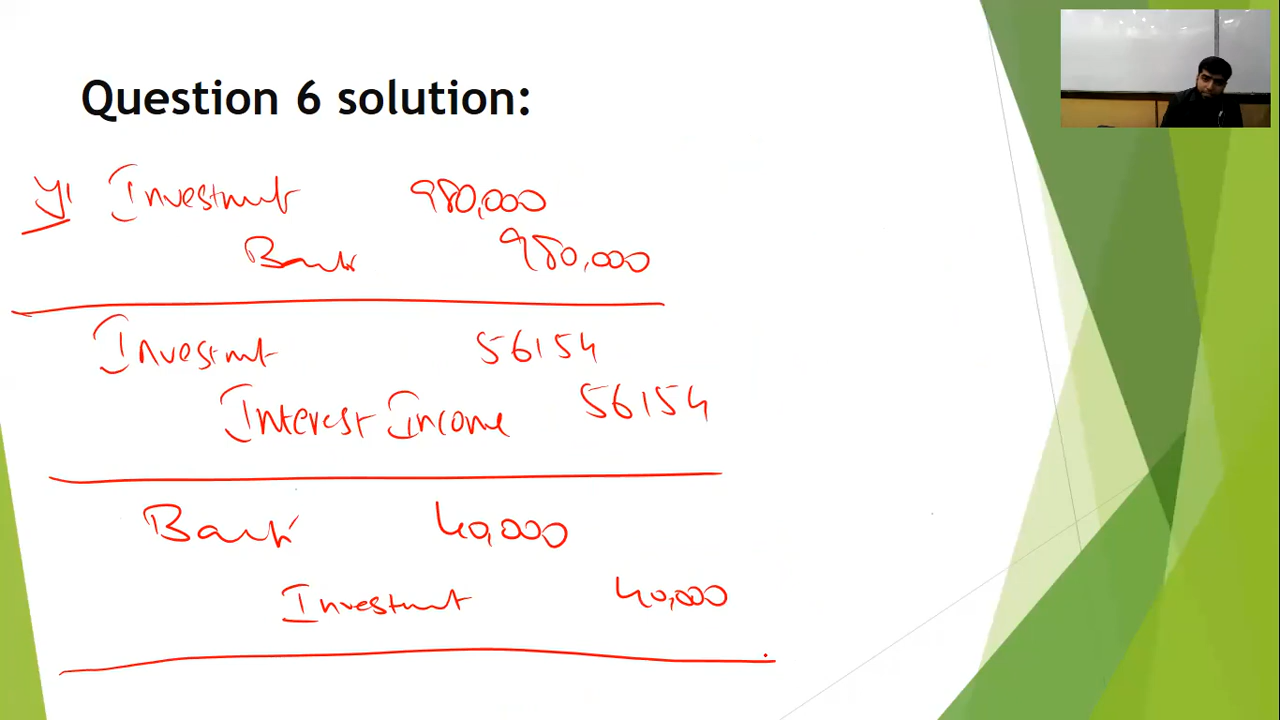 Question 6 solution:
Y1 Investment 980,000
Bank 980,000
Investmt 56154
Interest Income 56154
Bank 40,000
Investment 40,000